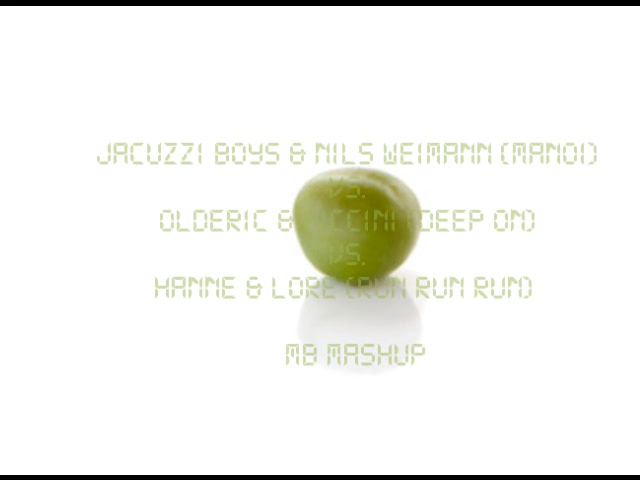 JACUZZI BOYS & NILS WEIMANN (MANOI)
VS.
OLDERIC & (DEEP ON)
VS.
HANNE & LORE (RUN RUN RUN)
MB MASHUP